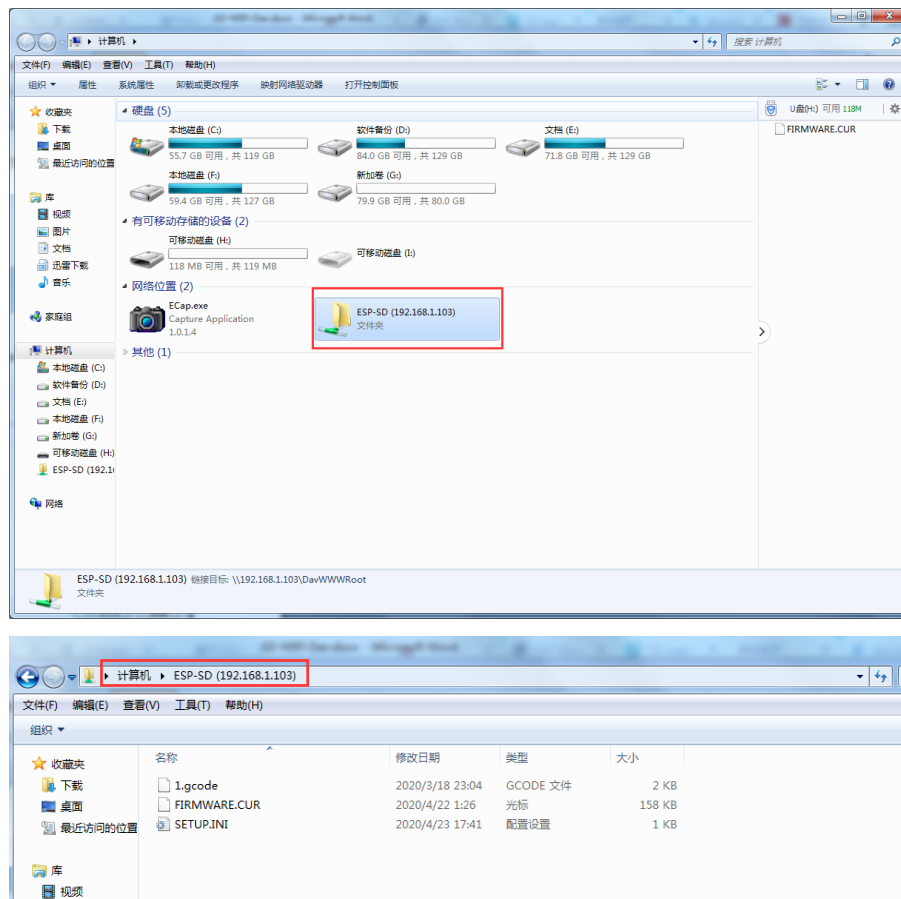 计算机
搜索 计算机
文件(F) 编辑(E) 查看(V) 工具(T) 帮助(H)
组织 属性 系统属性 卸载或更改程序 映射网络驱动器 打开控制面板
收藏夹
下载
桌面
最近访问的位置
库
视频
图片
文档
迅雷下载
音乐
家庭组
计算机
本地磁盘 (C:)
软件备份 (D:)
文档 (E:)
本地磁盘 (F:)
新加卷 (G:)
可移动磁盘 (H:)
ESP-SD (192.16
网络
硬盘 (5)
本地磁盘 (C:)
55.7 GB 可用，共 119 GB
软件备份 (D:)
84.0 GB 可用，共 129 GB
文档 (E:)
71.8 GB 可用，共 129 GB
本地磁盘 (F:)
59.4 GB 可用，共 127 GB
新加卷 (G:)
79.9 GB 可用，共 80.0 GB
有可移动存储的设备 (2)
可移动磁盘 (H:)
118 MB 可用，共 119 MB
可移动磁盘 (I:)
网络位置 (2)
ECap.exe
Capture Application
1.0.1.4
ESP-SD (192.168.1.103)
文件夹
其他 (1)
U盘(H:) 可用 118M
FIRMWARE.CUR
ESP-SD (192.168.1.103) 链接目标: \\192.168.1.103\DavWWWRoot
文件夹
计算机 ESP-SD (192.168.1.103)
文件(F) 编辑(E) 查看(V) 工具(T) 帮助(H)
组织
收藏夹
下载
桌面
最近访问的位置
库
视频
名称 修改日期 类型 大小
1.gcode 2020/3/18 23:04 GCODE 文件 2 KB
FIRMWARE.CUR 2020/4/22 1:26 光标 158 KB
SETUP.INI 2020/4/23 17:41 配置设置 1 KB